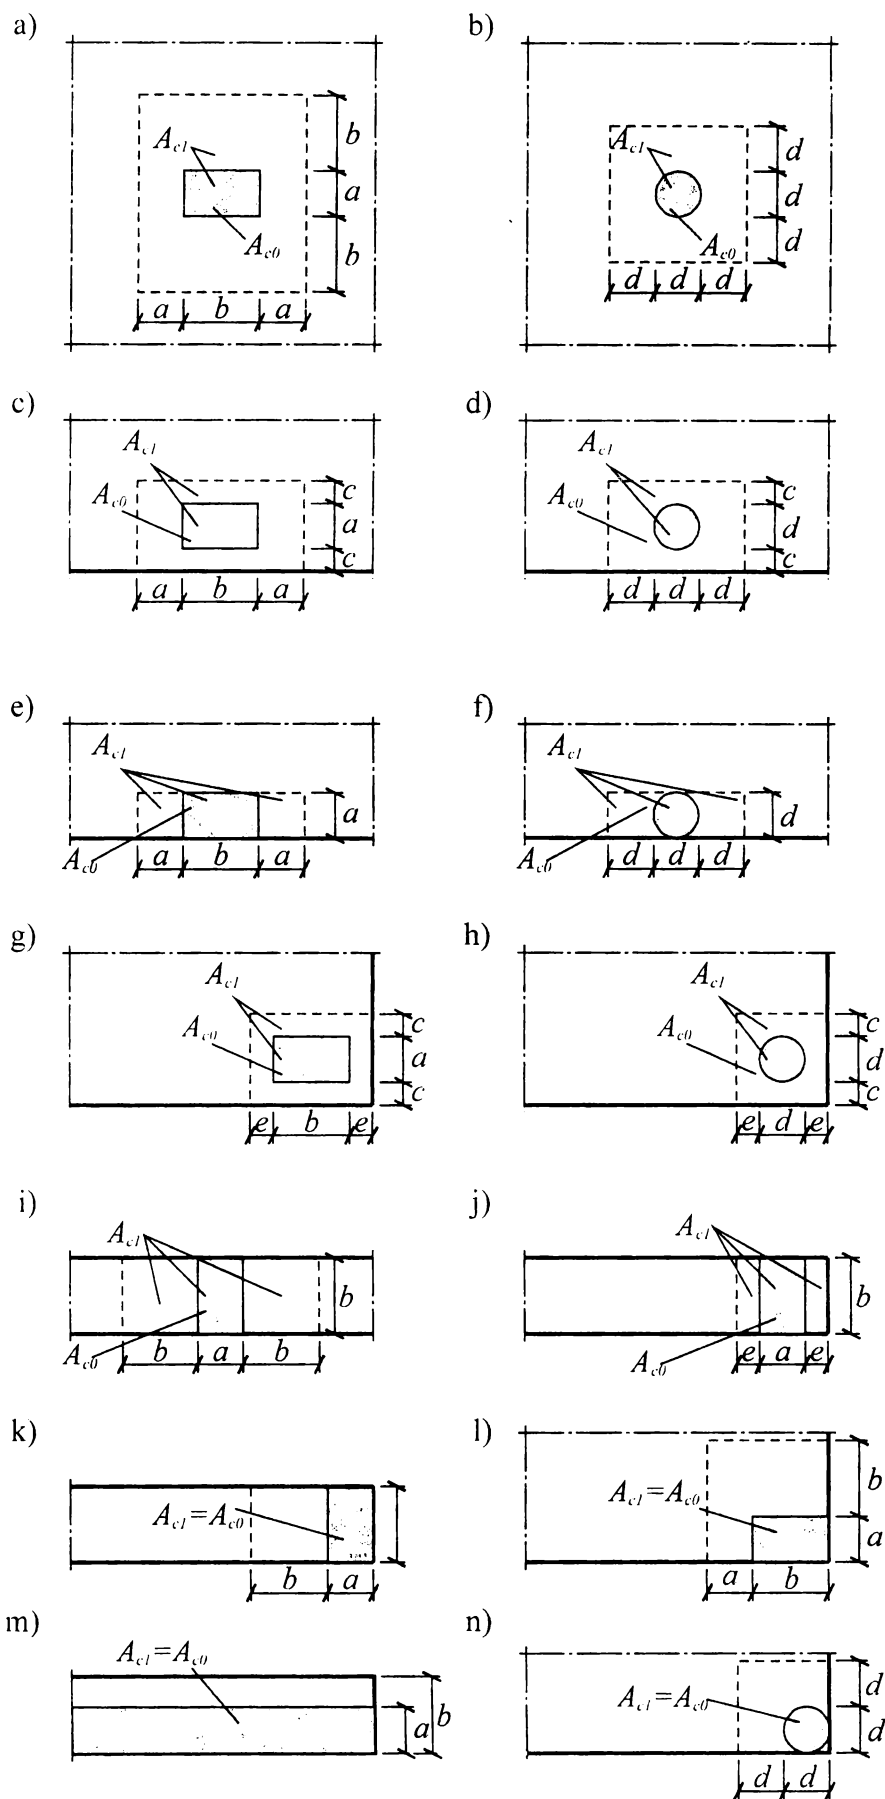 a)
b)
A_c1
b
a
A_c0
b
a b a
A_c1
d
d
A_c0
d
d d d
c)
d)
A_c1
A_c0
c
a
c
a b a
A_c1
A_c0
c
d
c
d d d
e)
f)
A_c1
a
A_c0
a b a
A_c1
d
A_c0
d d d
g)
h)
A_c1
A_c0
c
a
c
e b e
A_c1
A_c0
c
d
c
e d e
i)
j)
A_c1
b
A_c0
b a b
A_c1
b
A_c0
e a e
k)
l)
A_c1=A_c0
b a
A_c1=A_c0
b
a
a b
m)
n)
A_c1=A_c0
a b
A_c1=A_c0
d
d
d d